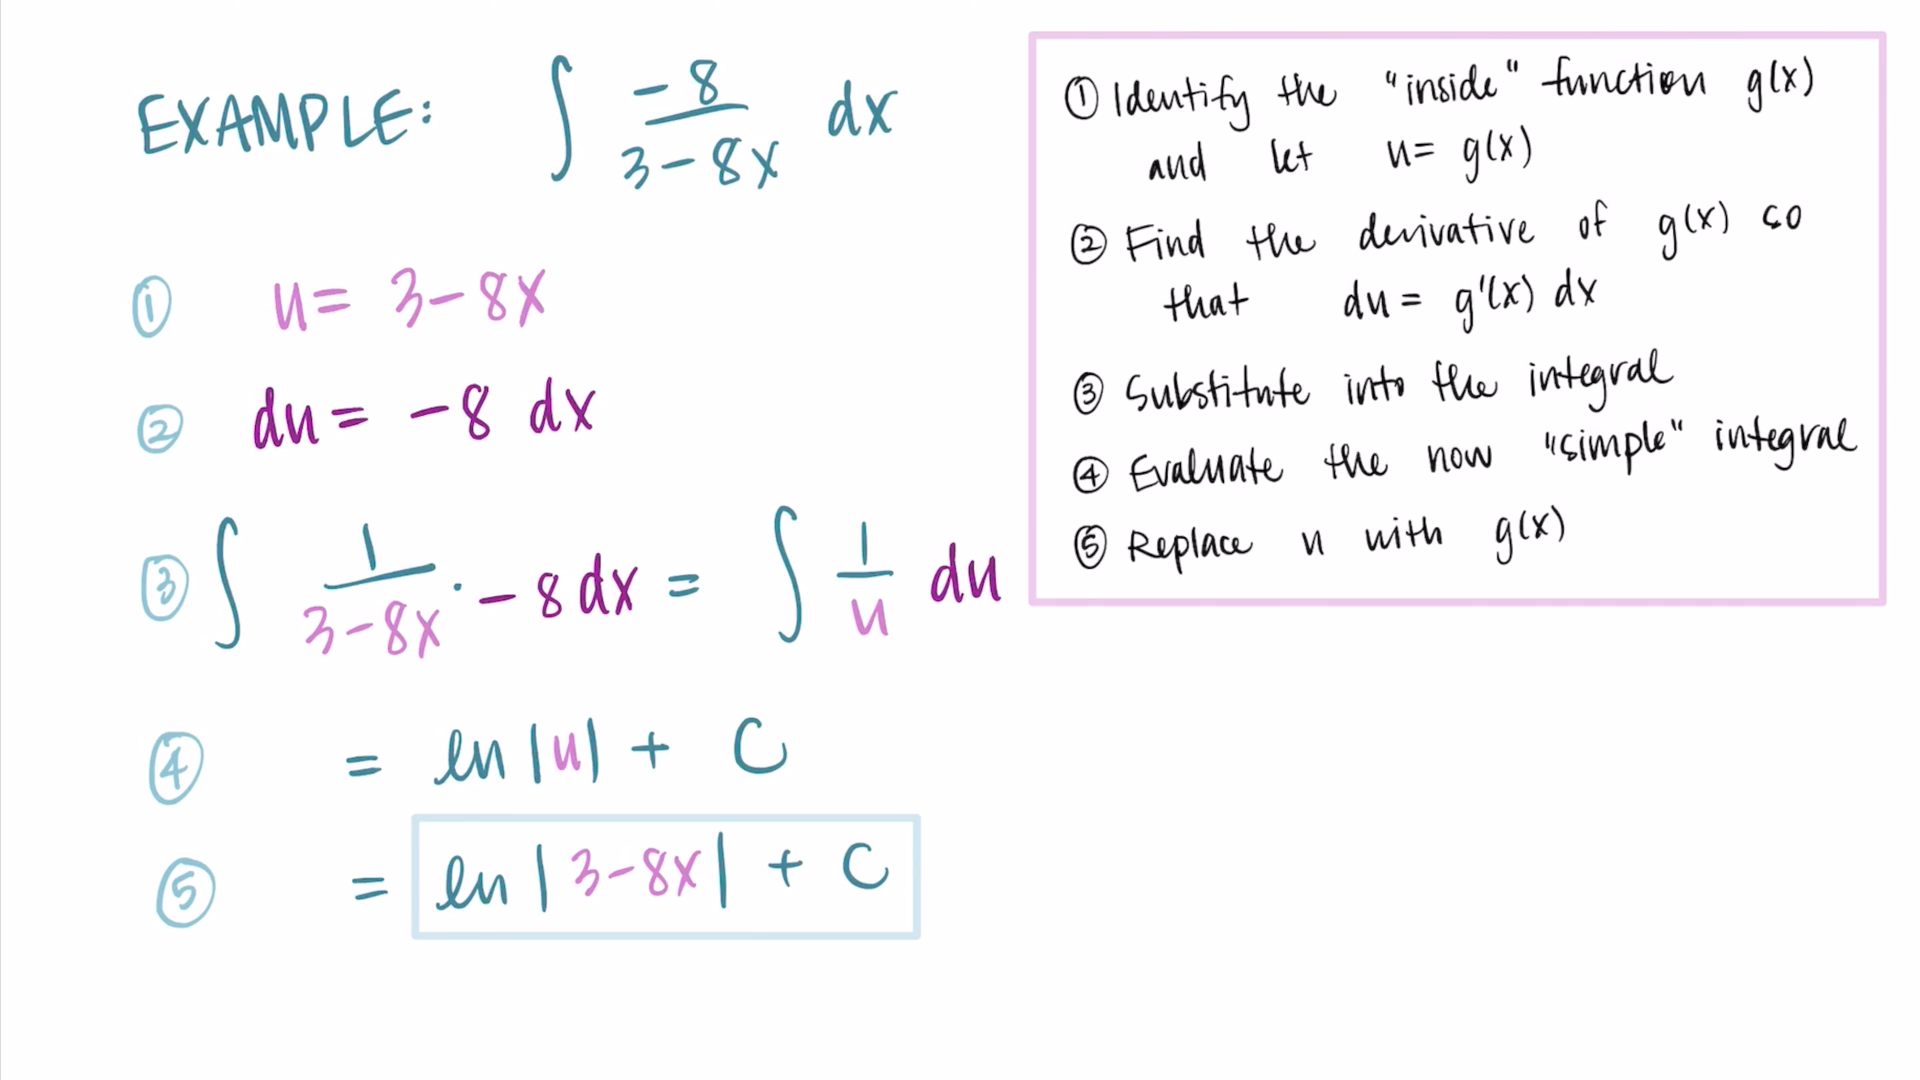 EXAMPLE: ∫ -8/(3-8x) dx
① u = 3-8x
② du = -8 dx
③ ∫ 1/(3-8x) · -8 dx = ∫ 1/u du
④ = ln|u| + C
⑤ = ln|3-8x| + C
① Identify the "inside" function g(x)
and let u = g(x)
② Find the derivative of g(x) so
that du = g'(x) dx
③ Substitute into the integral
④ Evaluate the now "simple" integral
⑤ Replace u with g(x)